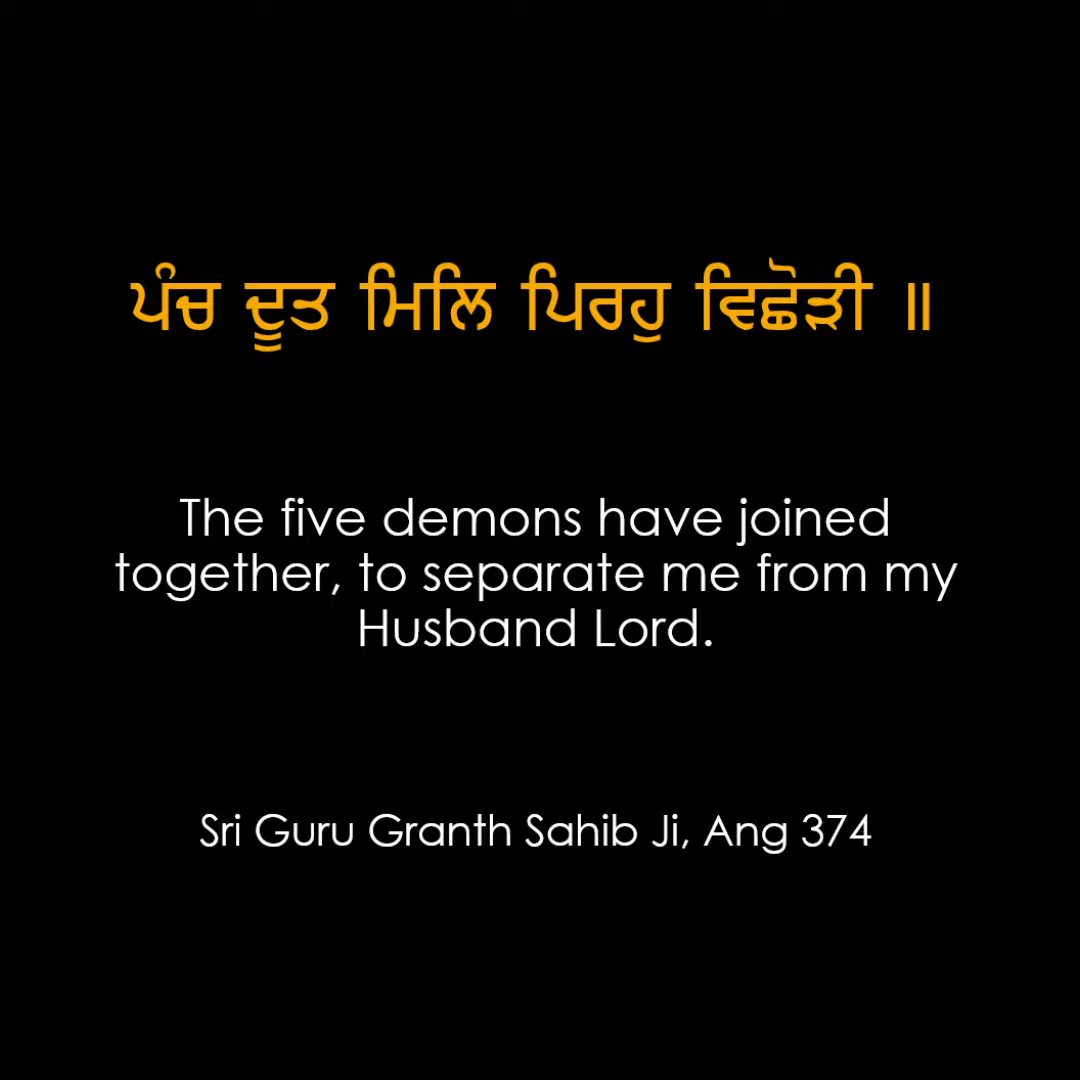 ਪੰਚ ਦੂਤ ਮਿਲਿ ਪਿਰਹੁ ਵਿਛੋੜੀ ॥
The five demons have joined
together, to separate me from my
Husband Lord.
Sri Guru Granth Sahib Ji, Ang 374